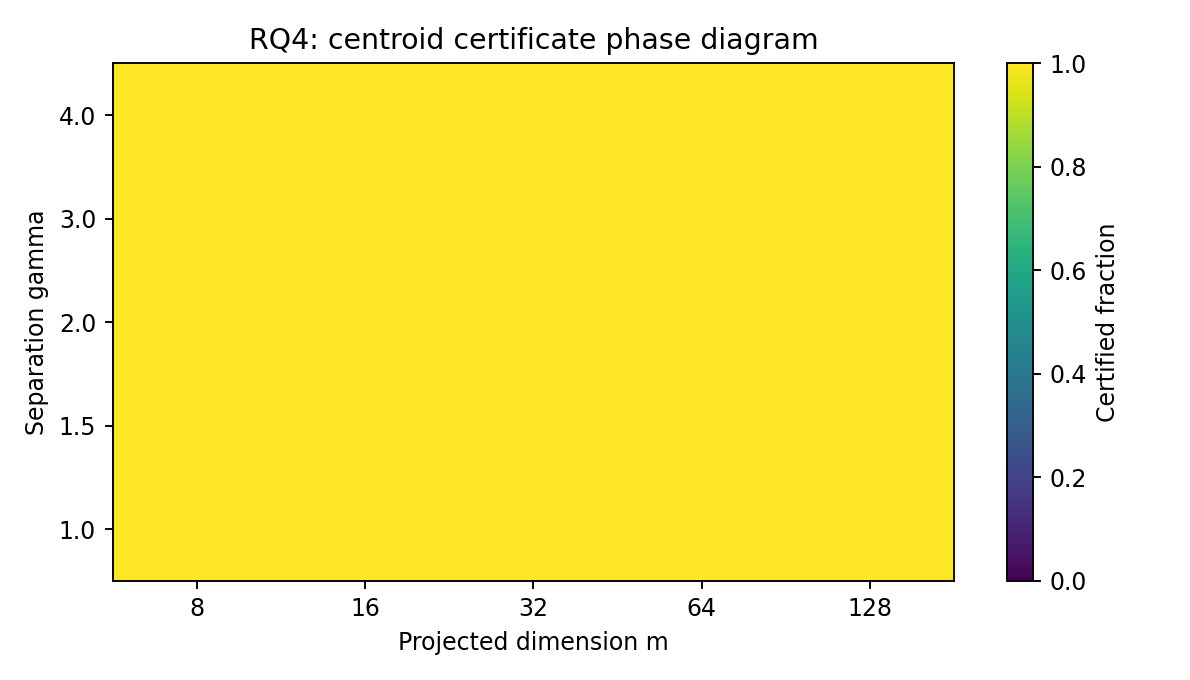 RQ4: centroid certificate phase diagram
4.0
3.0
2.0
1.5
1.0
Separation gamma
8 16 32 64 128
Projected dimension m
1.0
0.8
0.6
0.4
0.2
0.0
Certified fraction